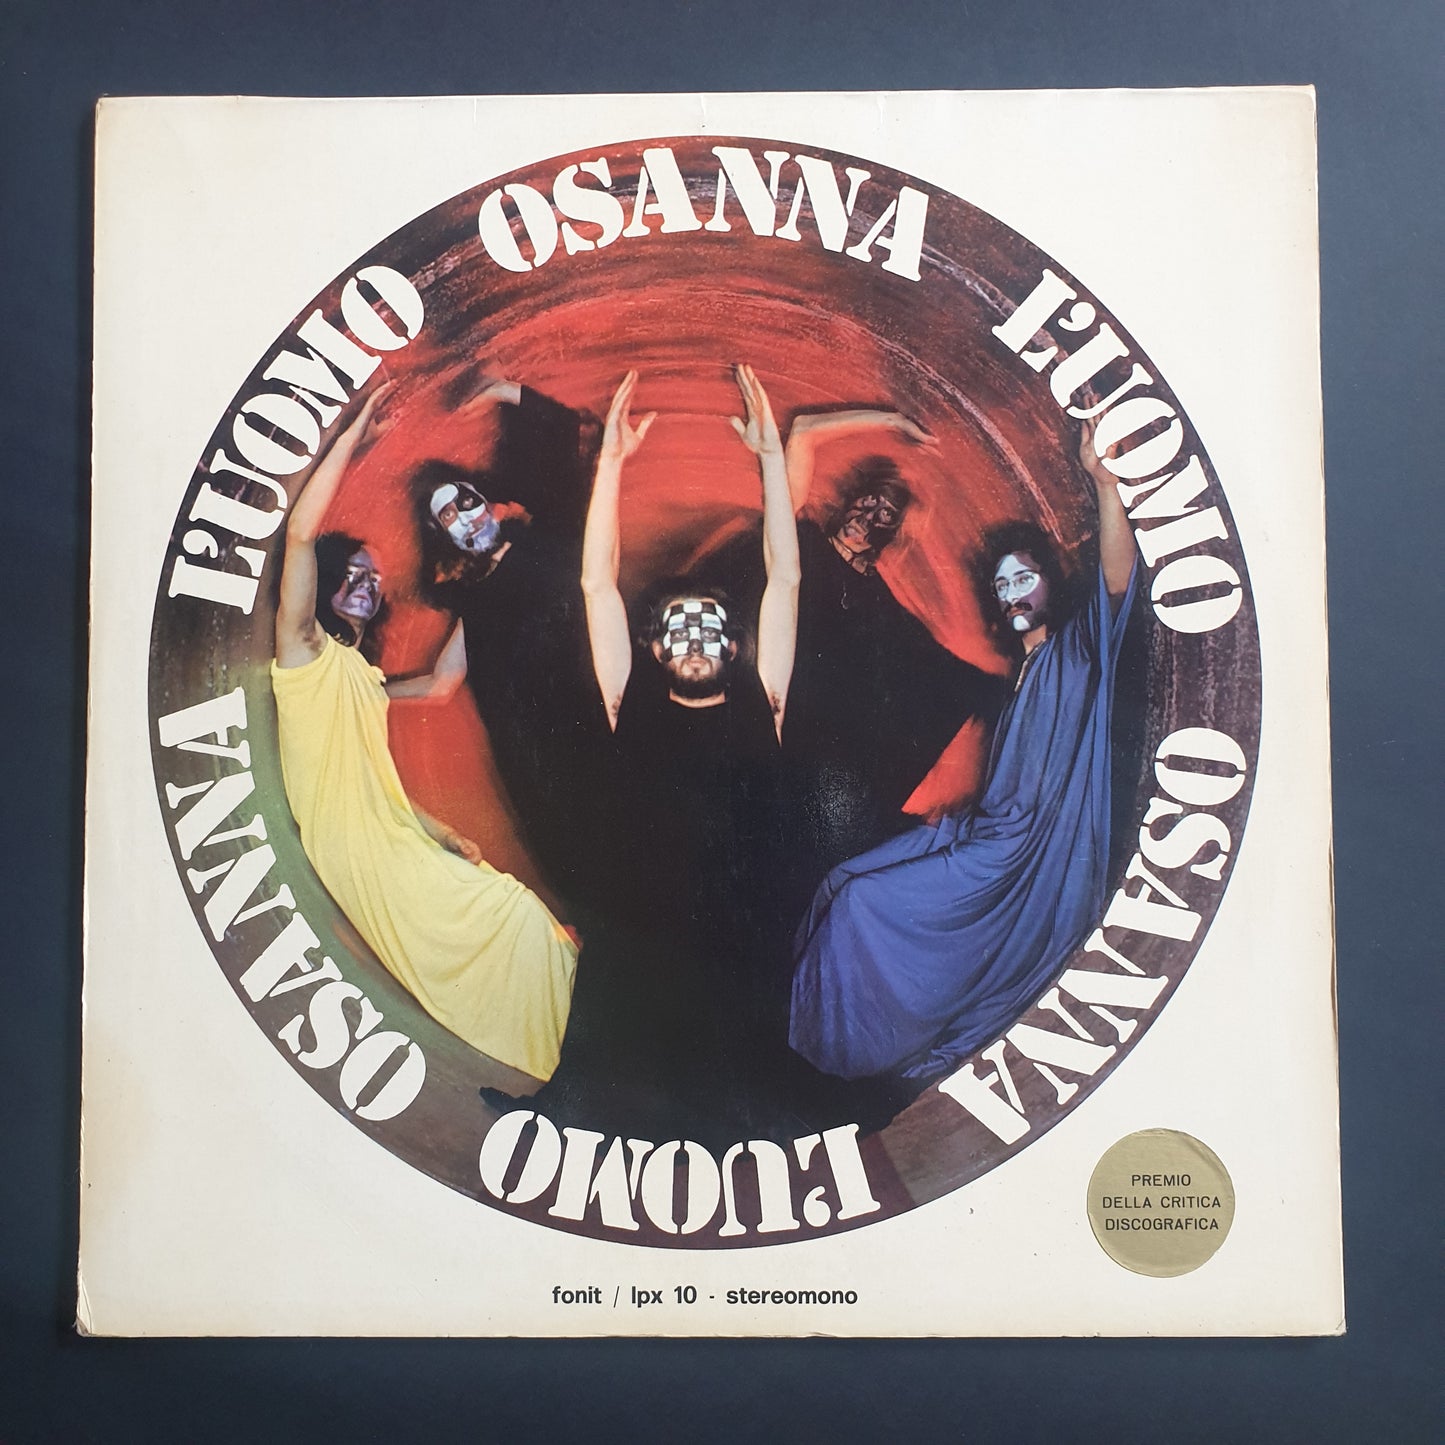 OSANNA
L'UOMO
OSANNA
L'UOMO
OSANNA
L'UOMO
PREMIO
DELLA CRITICA
DISCOGRAFICA
fonit / lpx 10 - stereomono